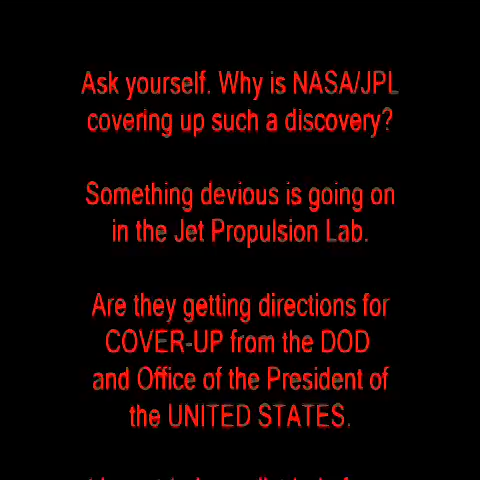 Ask yourself. Why is NASA/JPL
covering up such a discovery?
Something devious is going on
in the Jet Propulsion Lab.
Are they getting directions for
COVER-UP from the DOD
and Office of the President of
the UNITED STATES.